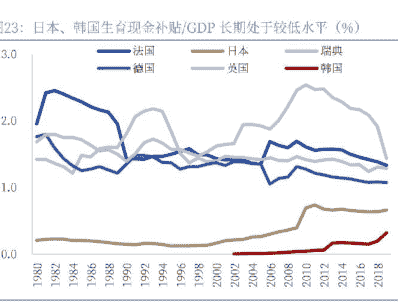 图23：日本、韩国生育现金补贴/GDP 长期处于较低水平（%）
法国 日本 瑞典
德国 英国 韩国
3.0
2.0
1.0
0.0
1980 1982 1984 1986 1988 1990 1992 1994 1996 1998 2000 2002 2004 2006 2008 2010 2012 2014 2016 2018